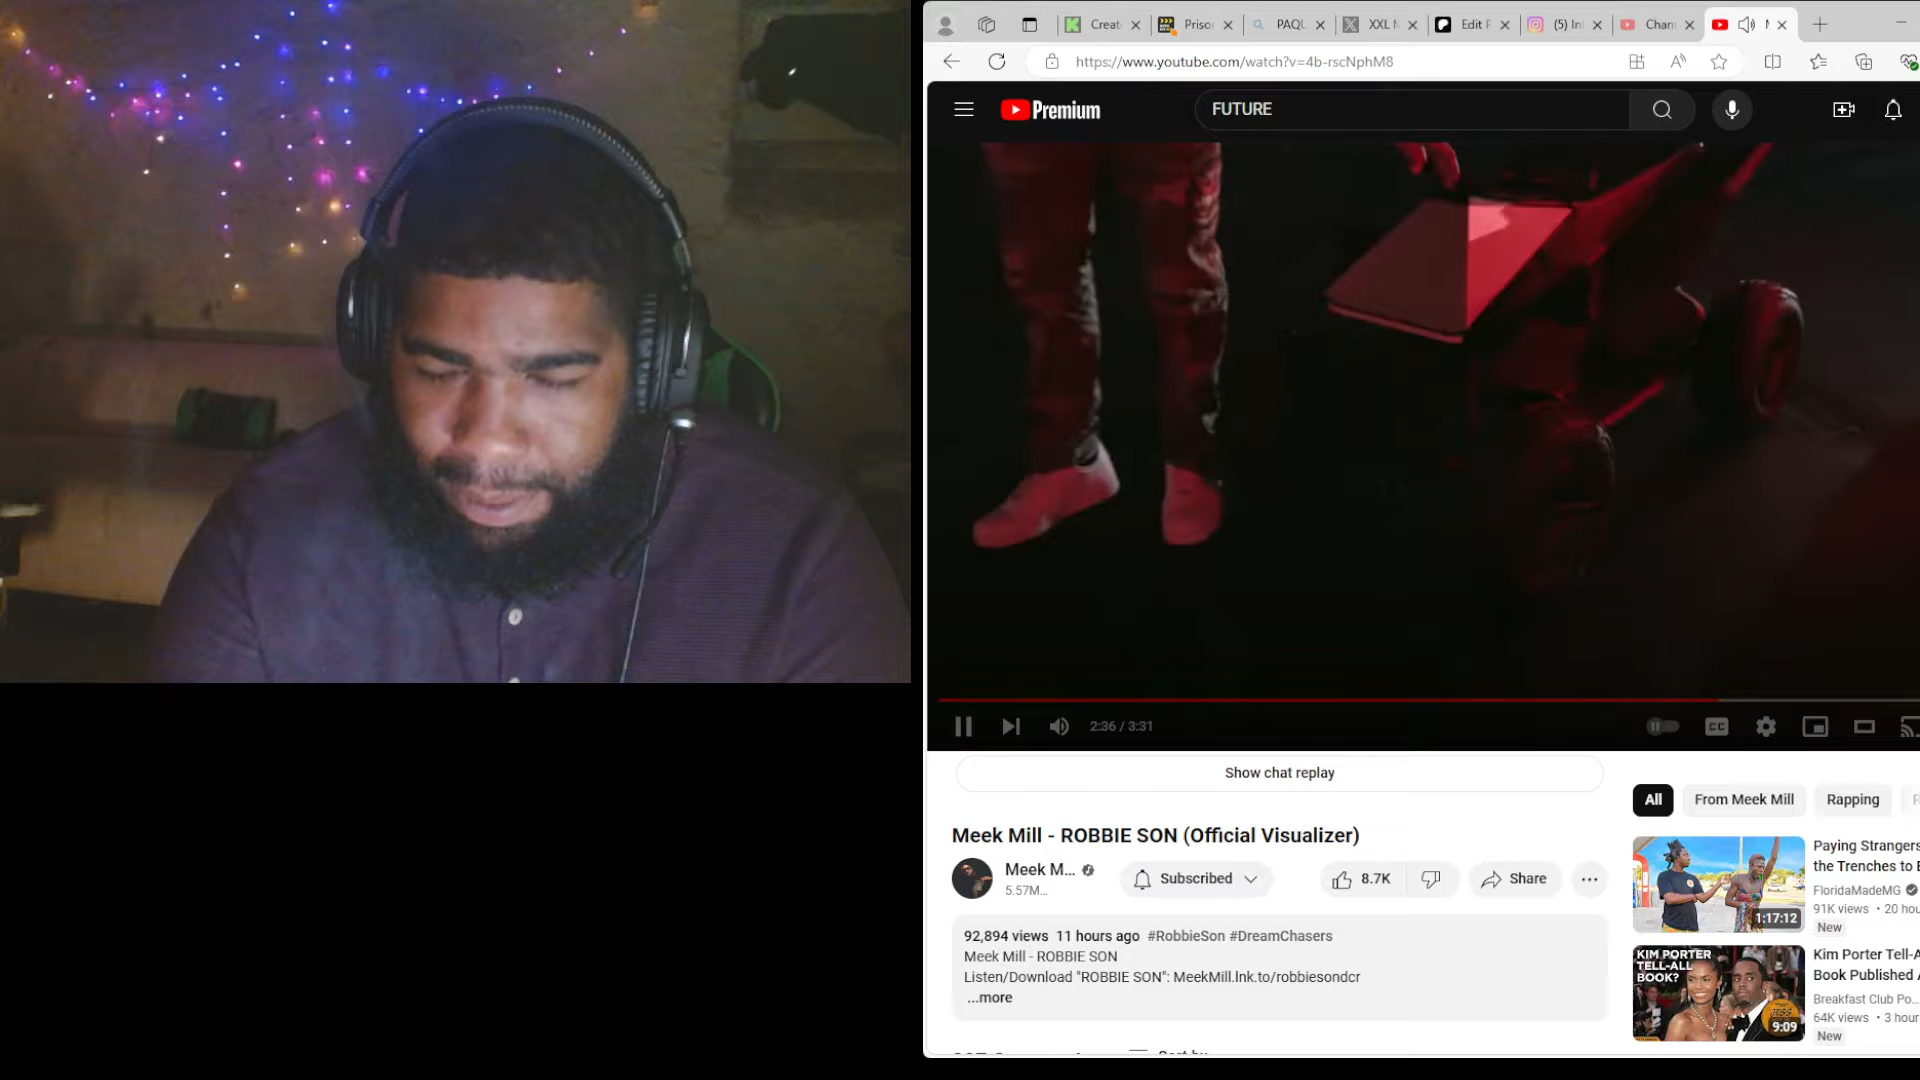 Create
Prison
PAQU
XXL M
Edit P
(5) In
Chan
https://www.youtube.com/watch?v=4b-rscNphM8
Premium
FUTURE
2:36 / 3:31
CC
Show chat replay
All
From Meek Mill
Rapping
Meek Mill - ROBBIE SON (Official Visualizer)
Meek M...
5.57M...
Subscribed
8.7K
Share
92,894 views 11 hours ago #RobbieSon #DreamChasers
Meek Mill - ROBBIE SON
Listen/Download "ROBBIE SON": MeekMill.lnk.to/robbiesondcr
...more
Paying Strangers
the Trenches to
FloridaMadeMG
91K views • 20 hou
New
1:17:12
Kim Porter Tell-A
Book Published
Breakfast Club Po...
64K views • 3 hour
New
KIM PORTER
TELL-ALL
BOOK?
9:09